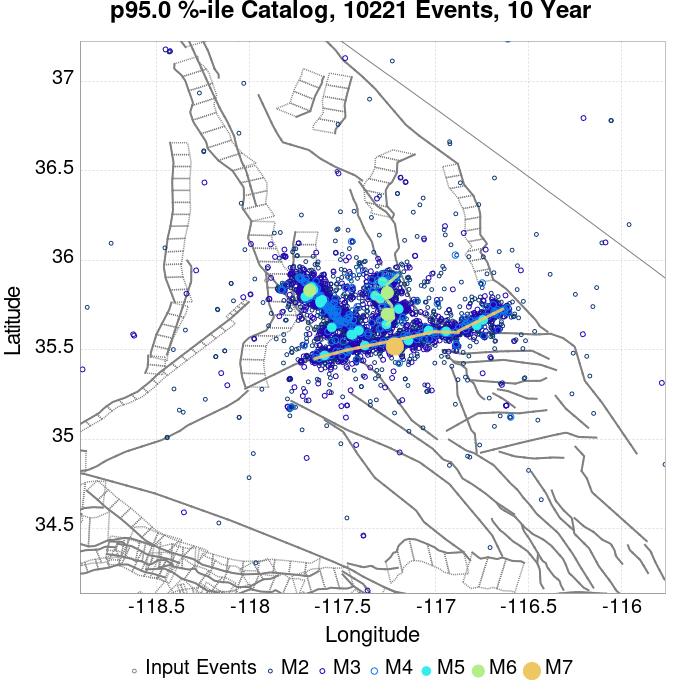 p95.0 %-ile Catalog, 10221 Events, 10 Year
37
36.5
36
35.5
35
34.5
Latitude
-118.5 -118 -117.5 -117 -116.5 -116
Longitude
Input Events M2 M3 M4 M5 M6 M7